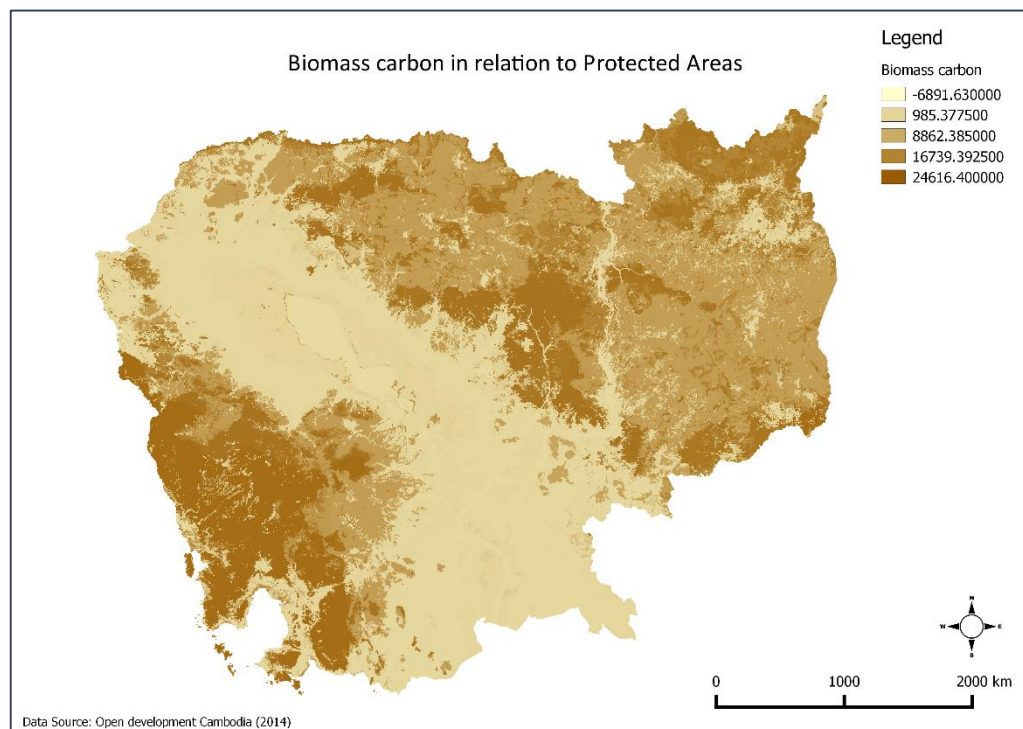 Biomass carbon in relation to Protected Areas
Legend
Biomass carbon
-6891.630000
985.377500
8862.385000
16739.392500
24616.400000
N
W E
S
0 1000 2000 km
Data Source: Open development Cambodia (2014)